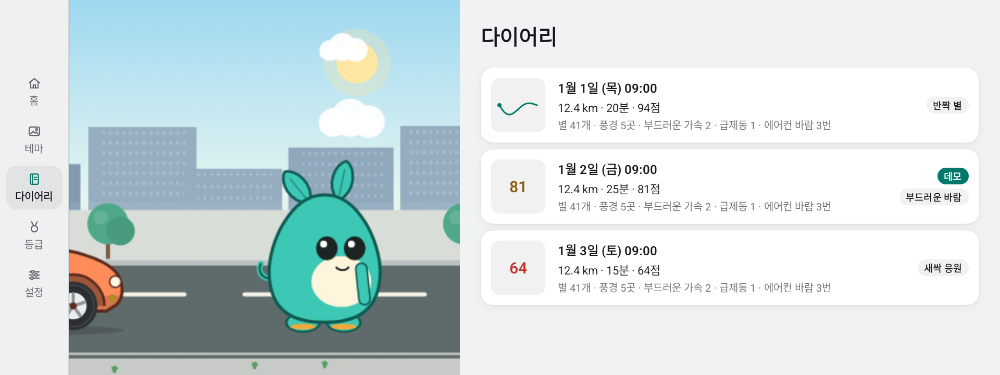 홈
테마
다이어리
등급
설정
다이어리
1월 1일 (목) 09:00
12.4 km · 20분 · 94점
별 41개 · 풍경 5곳 · 부드러운 가속 2 · 급제동 1 · 에어컨 바람 3번
반짝 별
81
1월 2일 (금) 09:00
12.4 km · 25분 · 81점
별 41개 · 풍경 5곳 · 부드러운 가속 2 · 급제동 1 · 에어컨 바람 3번
데모
부드러운 바람
64
1월 3일 (토) 09:00
12.4 km · 15분 · 64점
별 41개 · 풍경 5곳 · 부드러운 가속 2 · 급제동 1 · 에어컨 바람 3번
새싹 응원